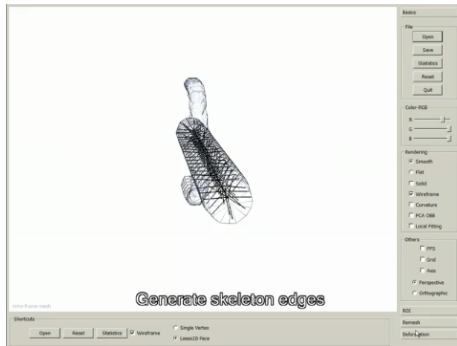 Basics
File
Open
Save
Statistics
Reset
Quit
Color-RGB
R
G
B
Rendering
Smooth
Flat
Solid
Wireframe
Curvature
PCA OBB
Local Fitting
Others
FPS
Grid
Axis
Perspective
Orthographic
ROI
Remesh
Deformation
Generate skeleton edges
Shortcuts
Open
Reset
Statistics
Wireframe
Single Vertex
Lasso2D Face